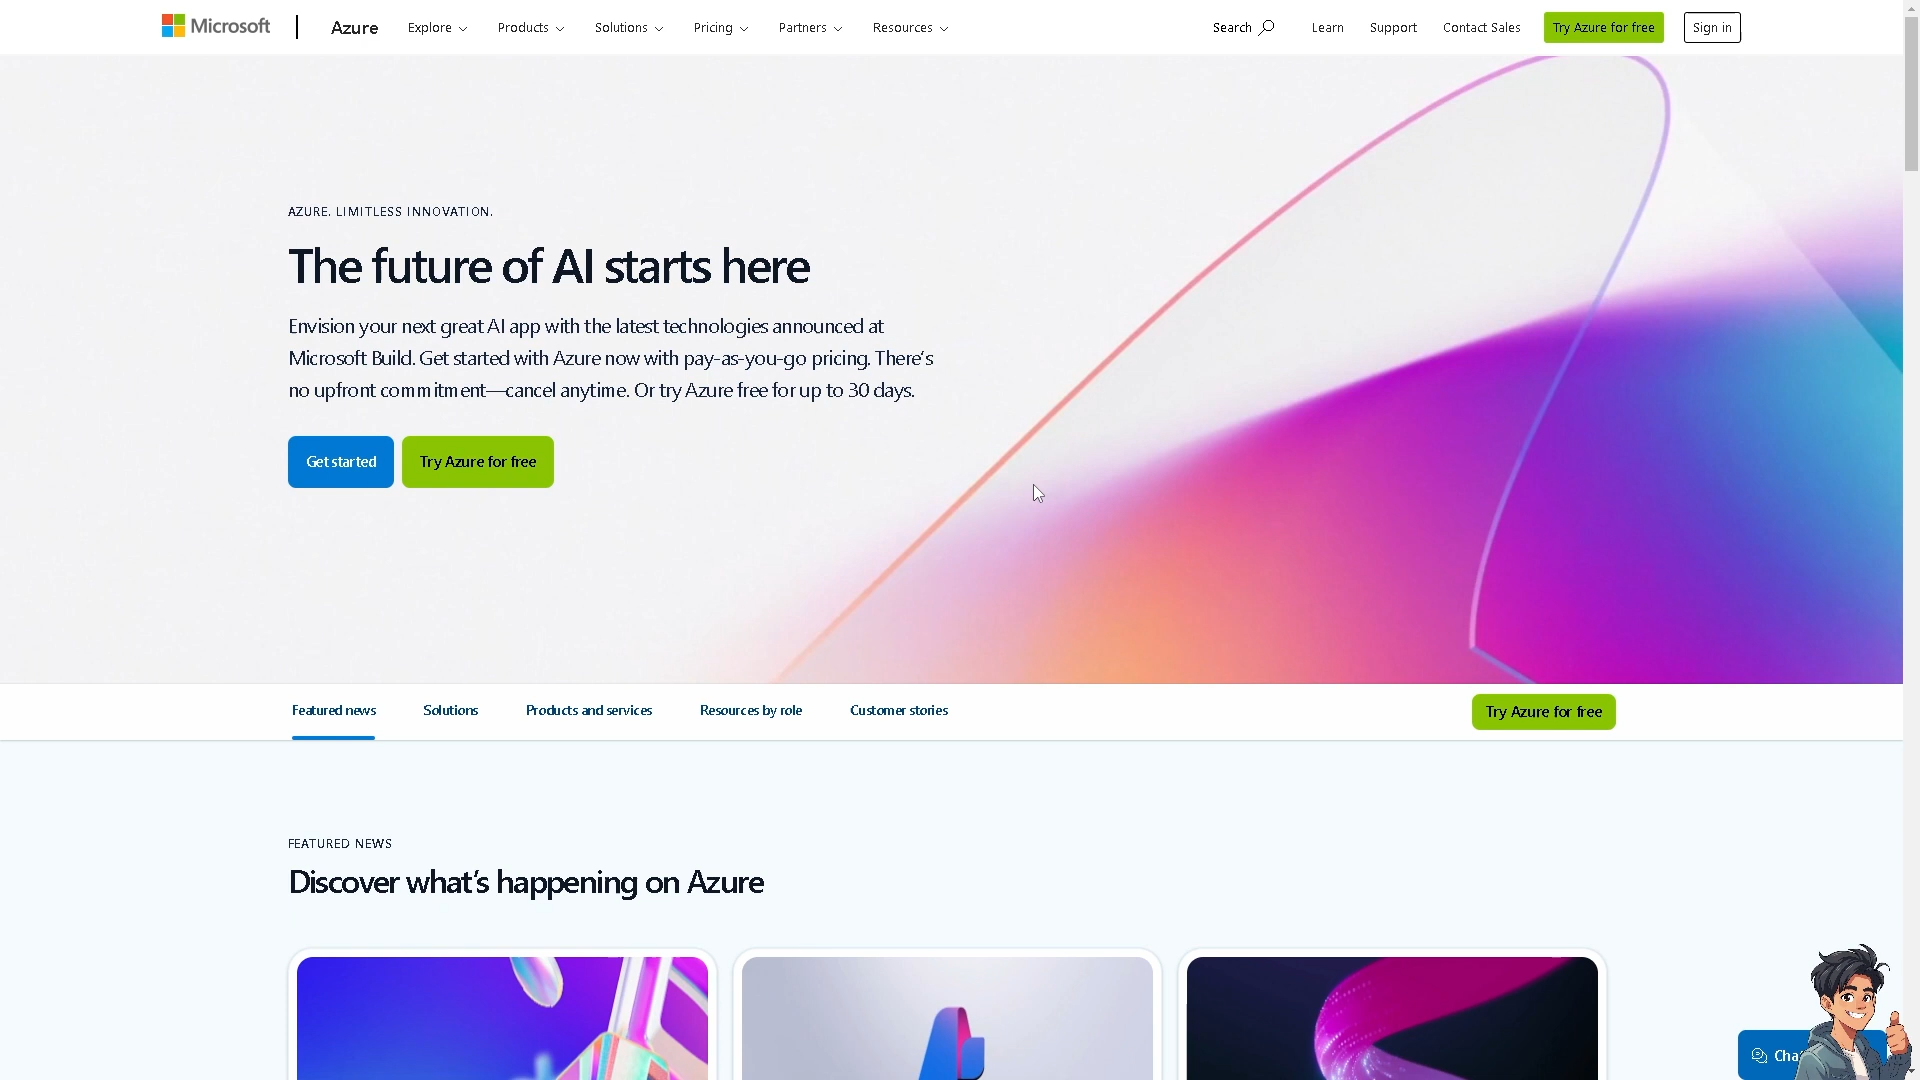 Microsoft
Azure
Explore
Products
Solutions
Pricing
Partners
Resources
Search
Learn
Support
Contact Sales
Try Azure for free
Sign in
AZURE. LIMITLESS INNOVATION.
The future of AI starts here
Envision your next great AI app with the latest technologies announced at
Microsoft Build. Get started with Azure now with pay-as-you-go pricing. There's
no upfront commitment—cancel anytime. Or try Azure free for up to 30 days.
Get started
Try Azure for free
Featured news
Solutions
Products and services
Resources by role
Customer stories
Try Azure for free
FEATURED NEWS
Discover what's happening on Azure